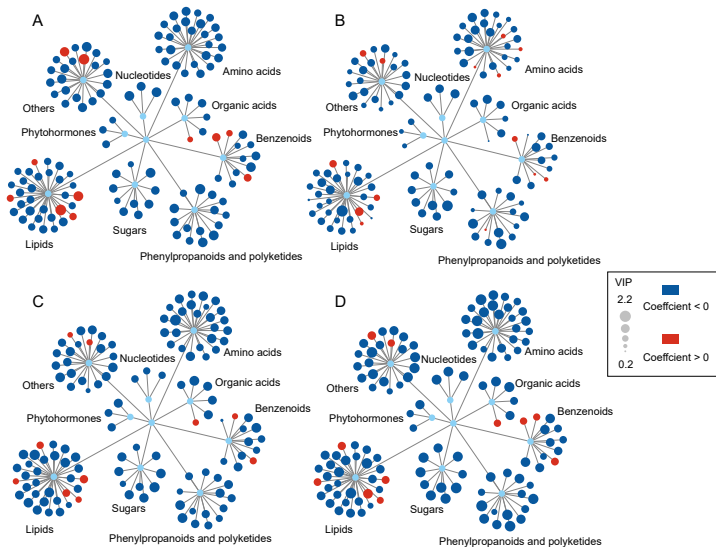 A
Nucleotides
Amino acids
Others
Organic acids
Phytohormones
Benzenoids
Lipids
Sugars
Phenylpropanoids and polyketides
B
Nucleotides
Amino acids
Others
Organic acids
Phytohormones
Benzenoids
Lipids
Sugars
Phenylpropanoids and polyketides
VIP
2.2
0.2
Coeffcient < 0
Coeffcient > 0
C
Nucleotides
Amino acids
Others
Organic acids
Phytohormones
Benzenoids
Lipids
Sugars
Phenylpropanoids and polyketides
D
Nucleotides
Amino acids
Others
Organic acids
Phytohormones
Benzenoids
Lipids
Sugars
Phenylpropanoids and polyketides